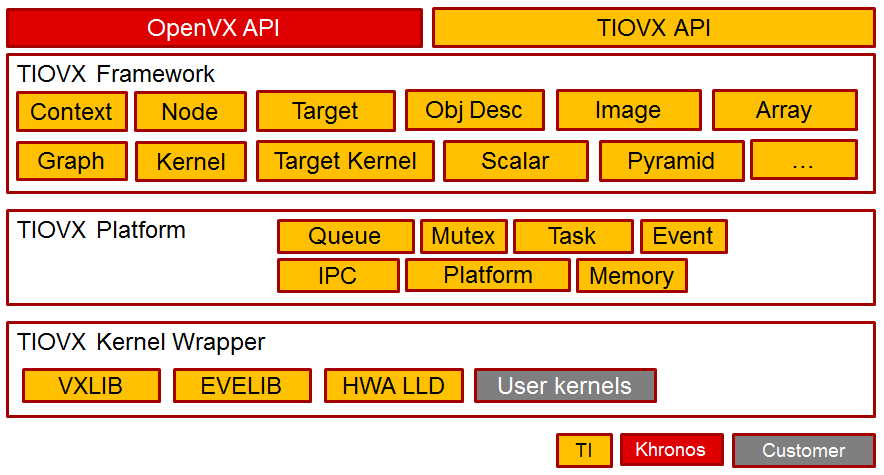 OpenVX API
TIOVX API
TIOVX Framework
Context Node Target Obj Desc Image Array
Graph Kernel Target Kernel Scalar Pyramid ...
TIOVX Platform
Queue Mutex Task Event
IPC Platform Memory
TIOVX Kernel Wrapper
VXLIB EVELIB HWA LLD User kernels
TI Khronos Customer